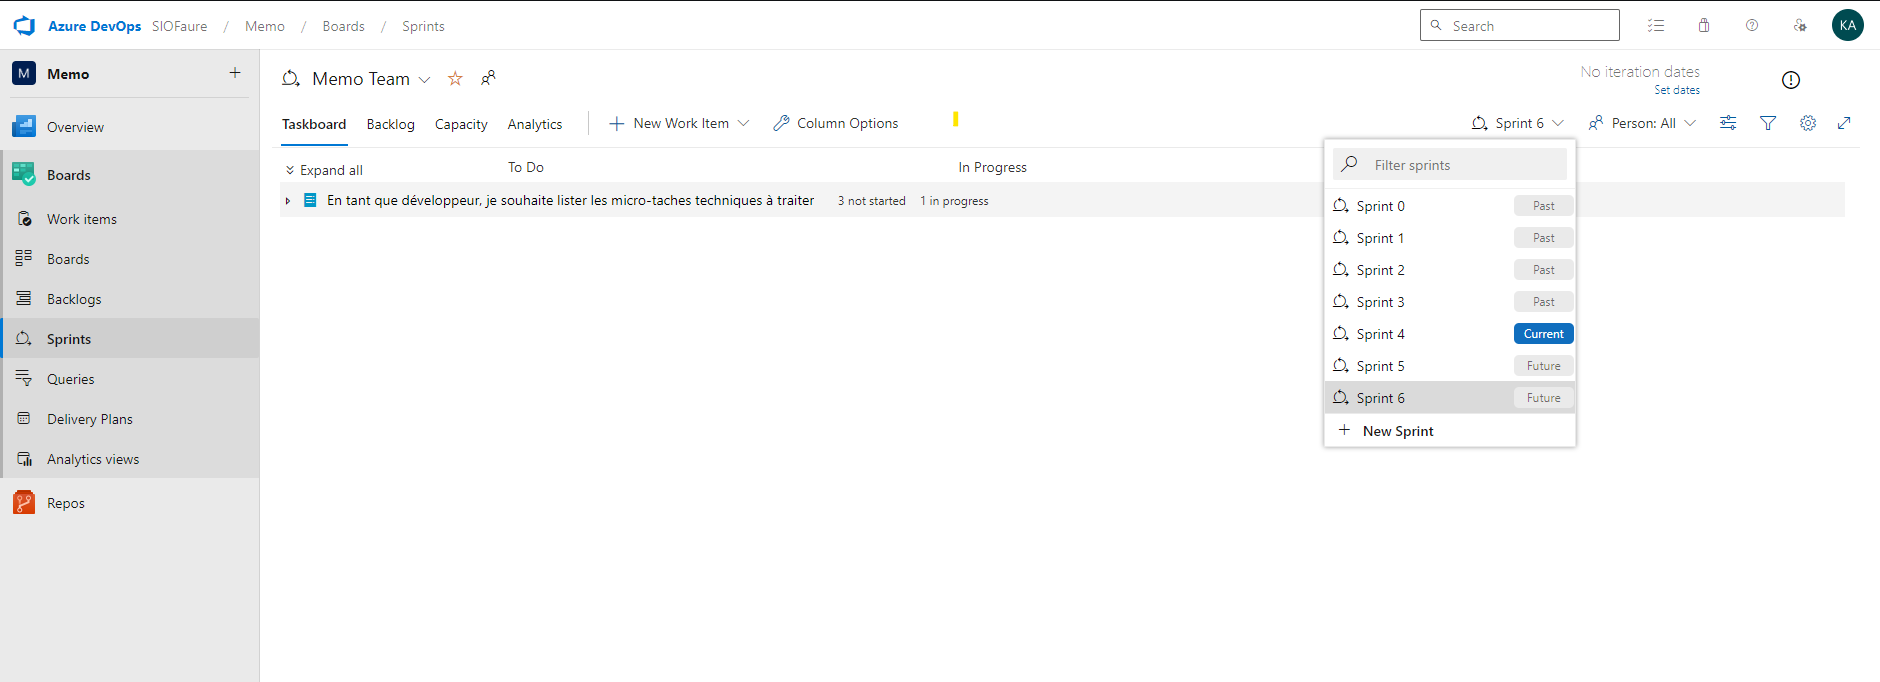 Azure DevOps SIOFaure / Memo / Boards / Sprints Search KA
M Memo
Memo Team
No iteration dates
Set dates
Overview
Boards
Work items
Boards
Backlogs
Sprints
Queries
Delivery Plans
Analytics views
Repos
Taskboard Backlog Capacity Analytics New Work Item Column Options Sprint 6 Person: All
Expand all To Do In Progress
En tant que développeur, je souhaite lister les micro-taches techniques à traiter 3 not started 1 in progress
Filter sprints
Sprint 0 Past
Sprint 1 Past
Sprint 2 Past
Sprint 3 Past
Sprint 4 Current
Sprint 5 Future
Sprint 6 Future
New Sprint